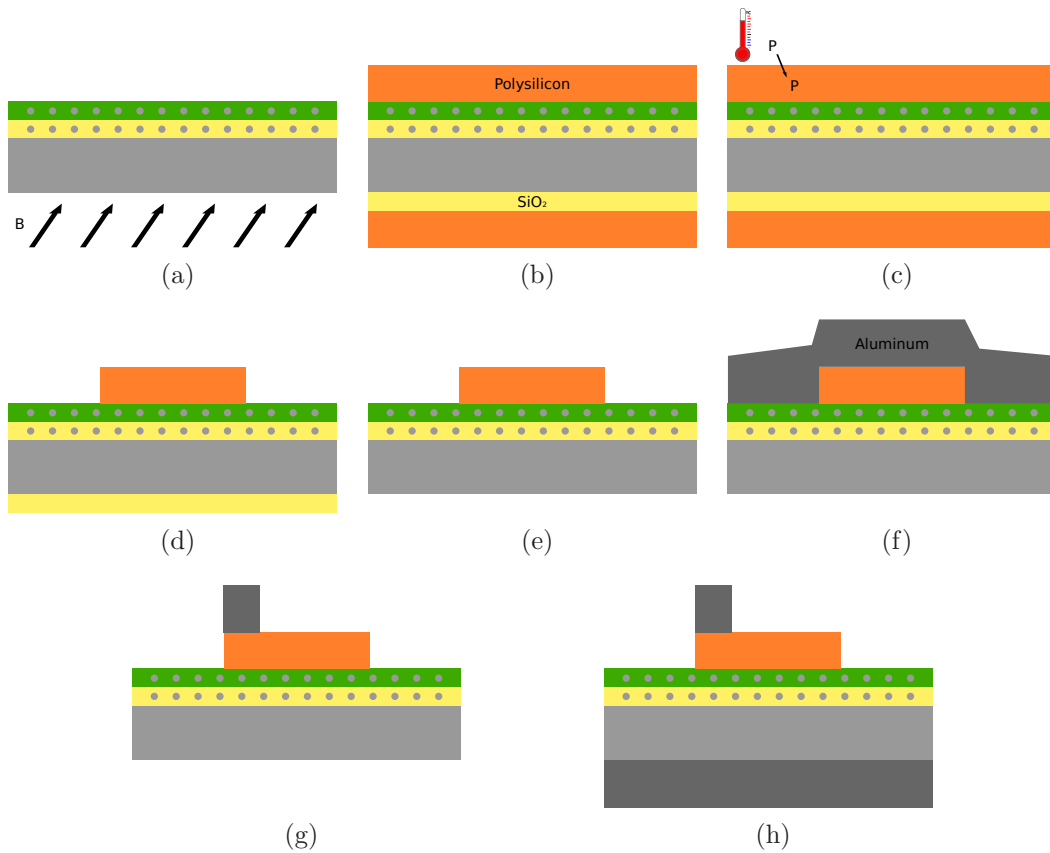 P
Polysilicon
P
B
SiO₂
(a)
(b)
(c)
Aluminum
(d)
(e)
(f)
(g)
(h)